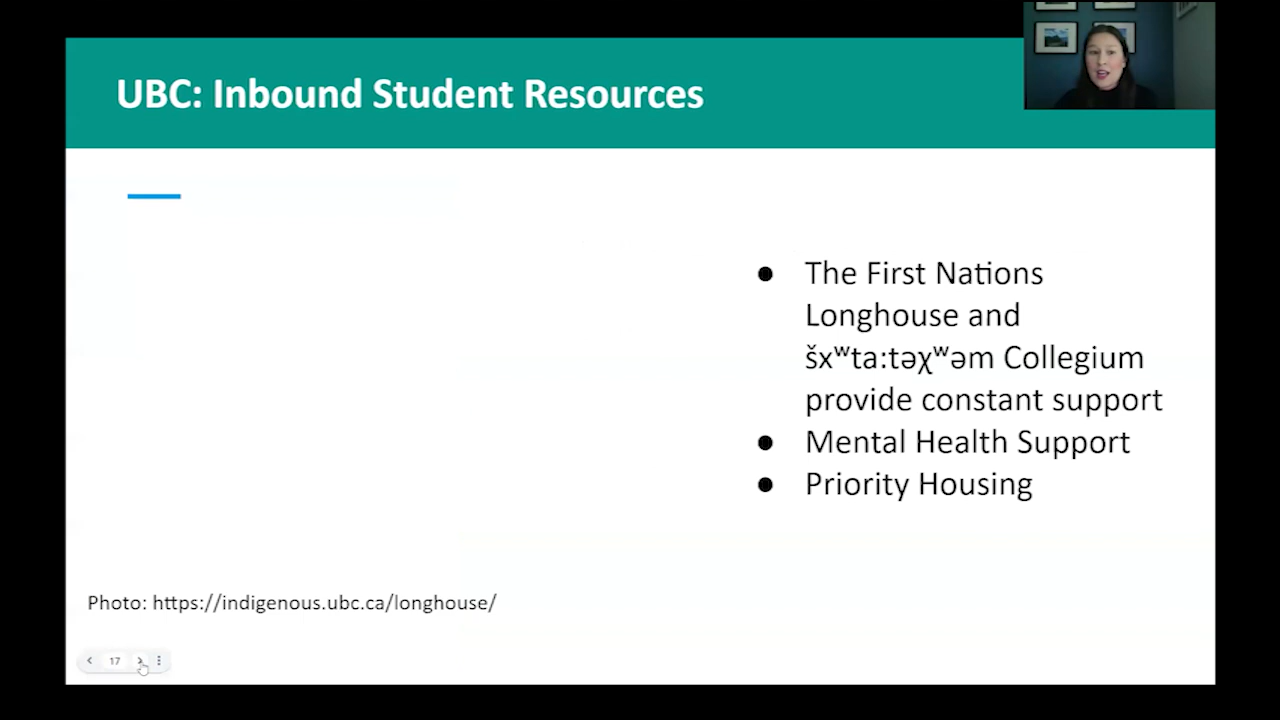 UBC: Inbound Student Resources
● The First Nations
Longhouse and
šxʷta:təχʷəm Collegium
provide constant support
● Mental Health Support
● Priority Housing
Photo: https://indigenous.ubc.ca/longhouse/
17